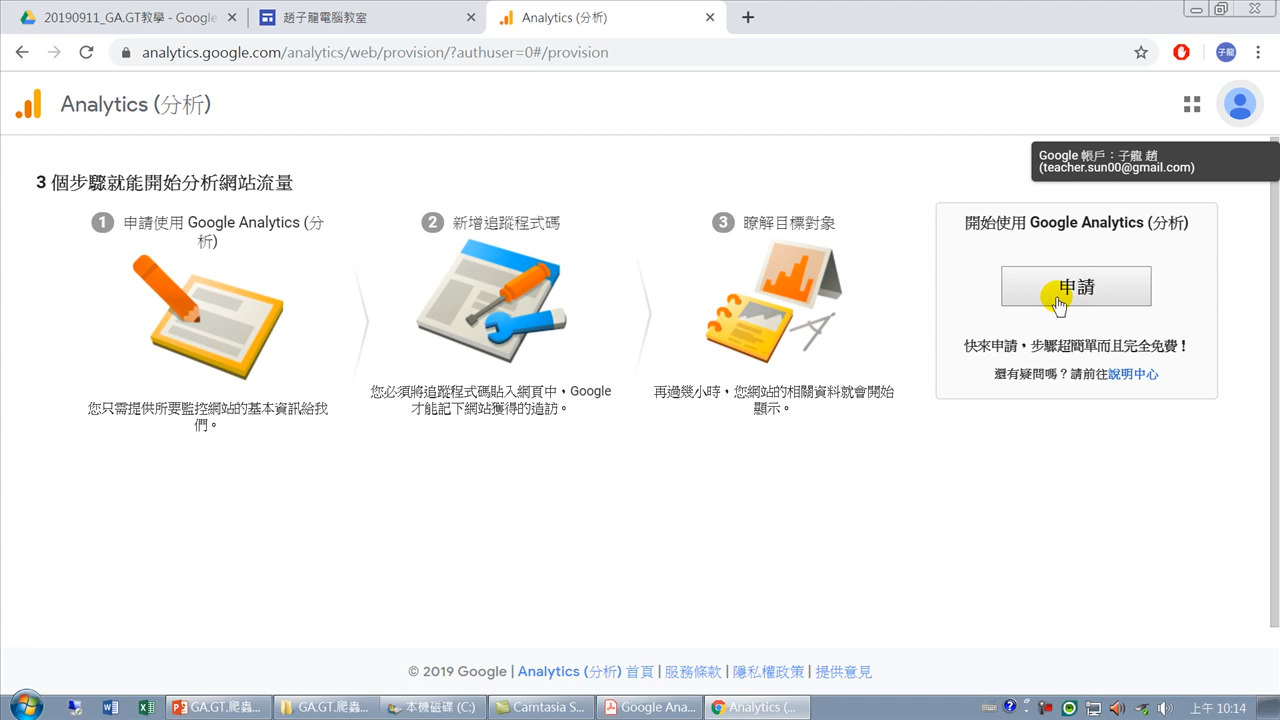 20190911_GA.GT教學 - Google
趙子龍電腦教室
Analytics (分析)
analytics.google.com/analytics/web/provision/?authuser=0#/provision
子龍
Analytics (分析)
Google 帳戶：子龍 趙
(teacher.sun00@gmail.com)
3 個步驟就能開始分析網站流量
1 申請使用 Google Analytics (分
析)
您只需提供所要監控網站的基本資訊給我
們。
2 新增追蹤程式碼
您必須將追蹤程式碼貼入網頁中，Google
才能記下網站獲得的造訪。
3 瞭解目標對象
再過幾小時，您網站的相關資料就會開始
顯示。
開始使用 Google Analytics (分析)
申請
快來申請，步驟超簡單而且完全免費！
還有疑問嗎？請前往說明中心
© 2019 Google | Analytics (分析) 首頁 | 服務條款 | 隱私權政策 | 提供意見
GA.GT.爬蟲...
GA.GT.爬蟲...
本機磁碟 (C:)
Camtasia S...
Google Ana...
Analytics (...
上午 10:14